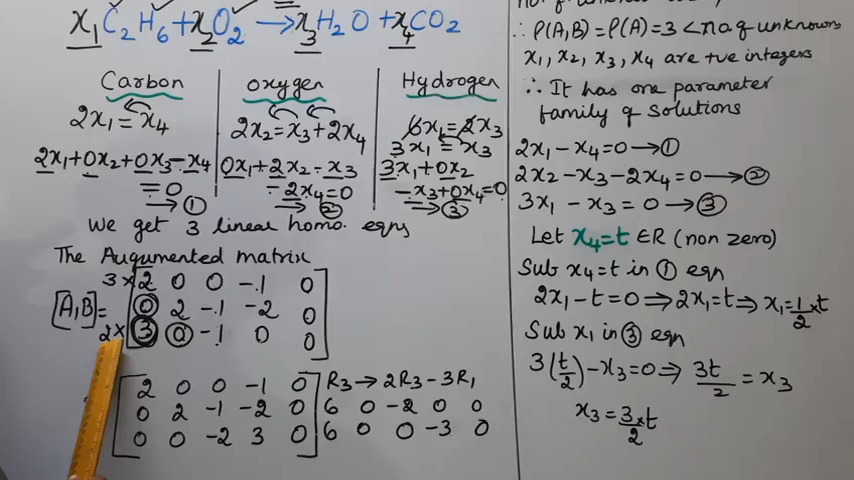 x₁C₂H₆+x₂O₂ → x₃H₂O + x₄CO₂
Carbon
2x₁ = x₄
2x₁+0x₂+0x₃-x₄
=0
→ ①
Oxygen
2x₂ = x₃+2x₄
0x₁+2x₂-x₃
-2x₄=0
→ ②
Hydrogen
6x₁=2x₃
3x₁ = x₃
3x₁+0x₂
-x₃+0x₄=0
→ ③
We get 3 linear homo. eqns
The Augumented matrix
3× 2 0 0 -1 0
[A,B]= 0 2 -1 -2 0
2× 3 0 -1 0 0
2 0 0 -1 0 R₃→2R₃-3R₁
0 2 -1 -2 0 6 0 -2 0 0
0 0 -2 3 0 6 0 0 -3 0
∴ ρ(A,B) = ρ(A) = 3 < no of unknowns
x₁, x₂, x₃, x₄ are +ve integers
∴ It has one parameter
family of Solutions
2x₁-x₄=0 → ①
2x₂-x₃-2x₄=0 → ②
3x₁-x₃=0 → ③
Let x₄=t ∈R (non zero)
Sub x₄=t in ① eqn
2x₁-t=0 ⇒ 2x₁=t ⇒ x₁=1/2×t
Sub x₁ in ③ eqn
3(t/2)-x₃=0 ⇒ 3t/2 = x₃
x₃=3/2×t